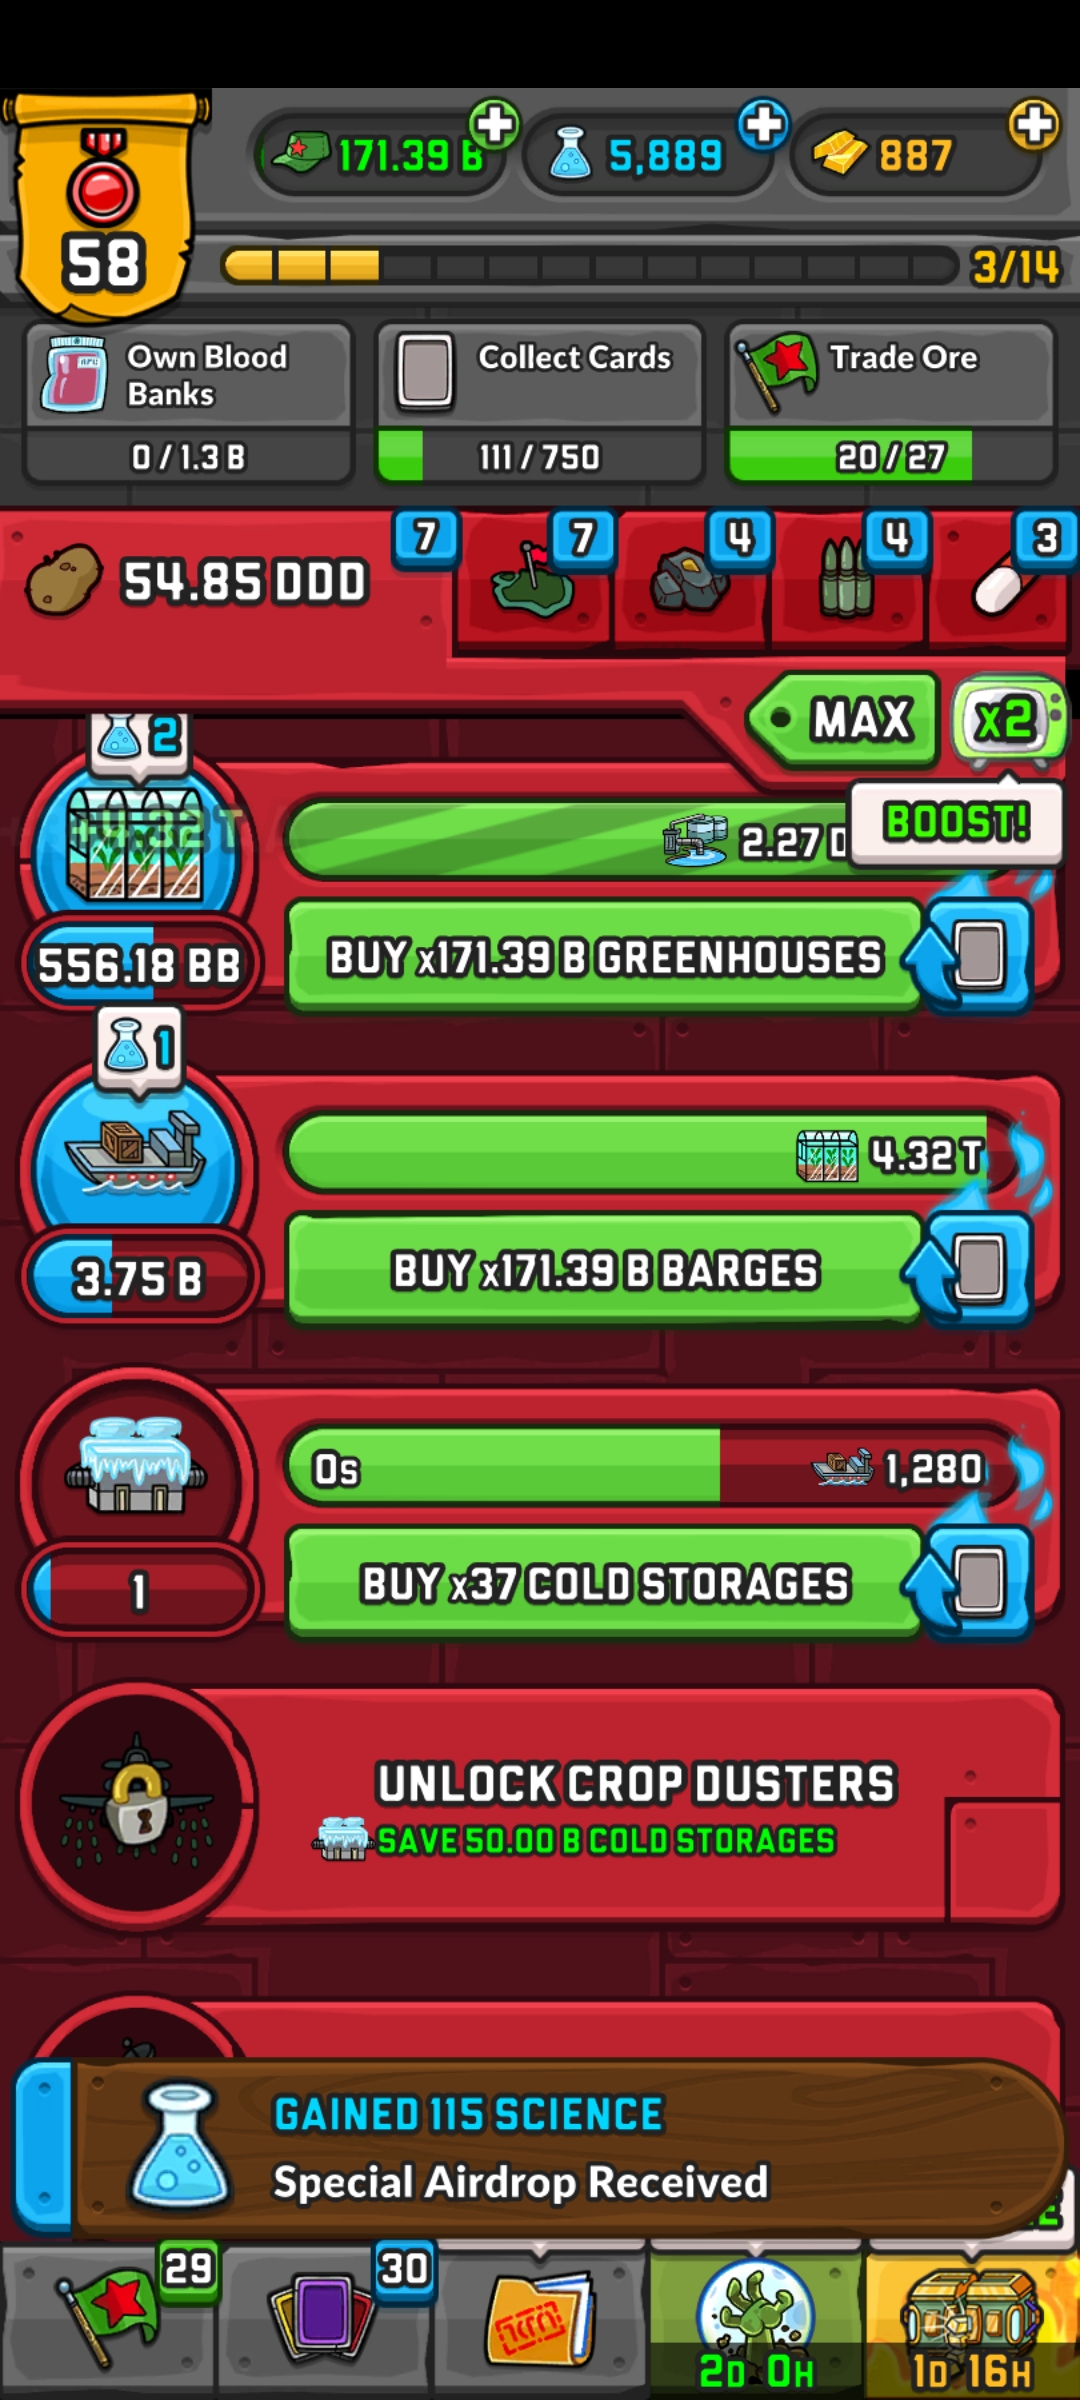 171.39 B
5,889
887
58
3/14
Own Blood
Banks
0 / 1.3 B
Collect Cards
111 / 750
Trade Ore
20 / 27
54.85 DDD
7
7
4
4
3
MAX
x2
BOOST!
2
+4.32 T
2.27
556.18 BB
BUY x171.39 B GREENHOUSES
1
4.32 T
3.75 B
BUY x171.39 B BARGES
0s
1,280
1
BUY x37 COLD STORAGES
UNLOCK CROP DUSTERS
SAVE 50.00 B COLD STORAGES
GAINED 115 SCIENCE
Special Airdrop Received
29
30
2D 0H
1D 16H